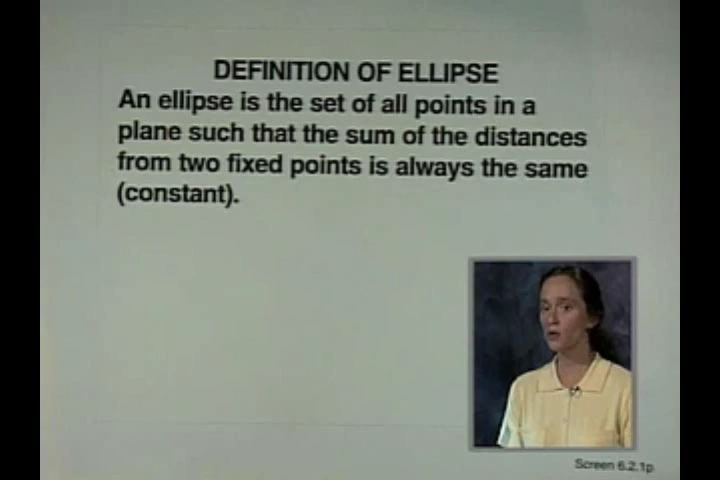 DEFINITION OF ELLIPSE
An ellipse is the set of all points in a
plane such that the sum of the distances
from two fixed points is always the same
(constant).
Screen 6.2.1p